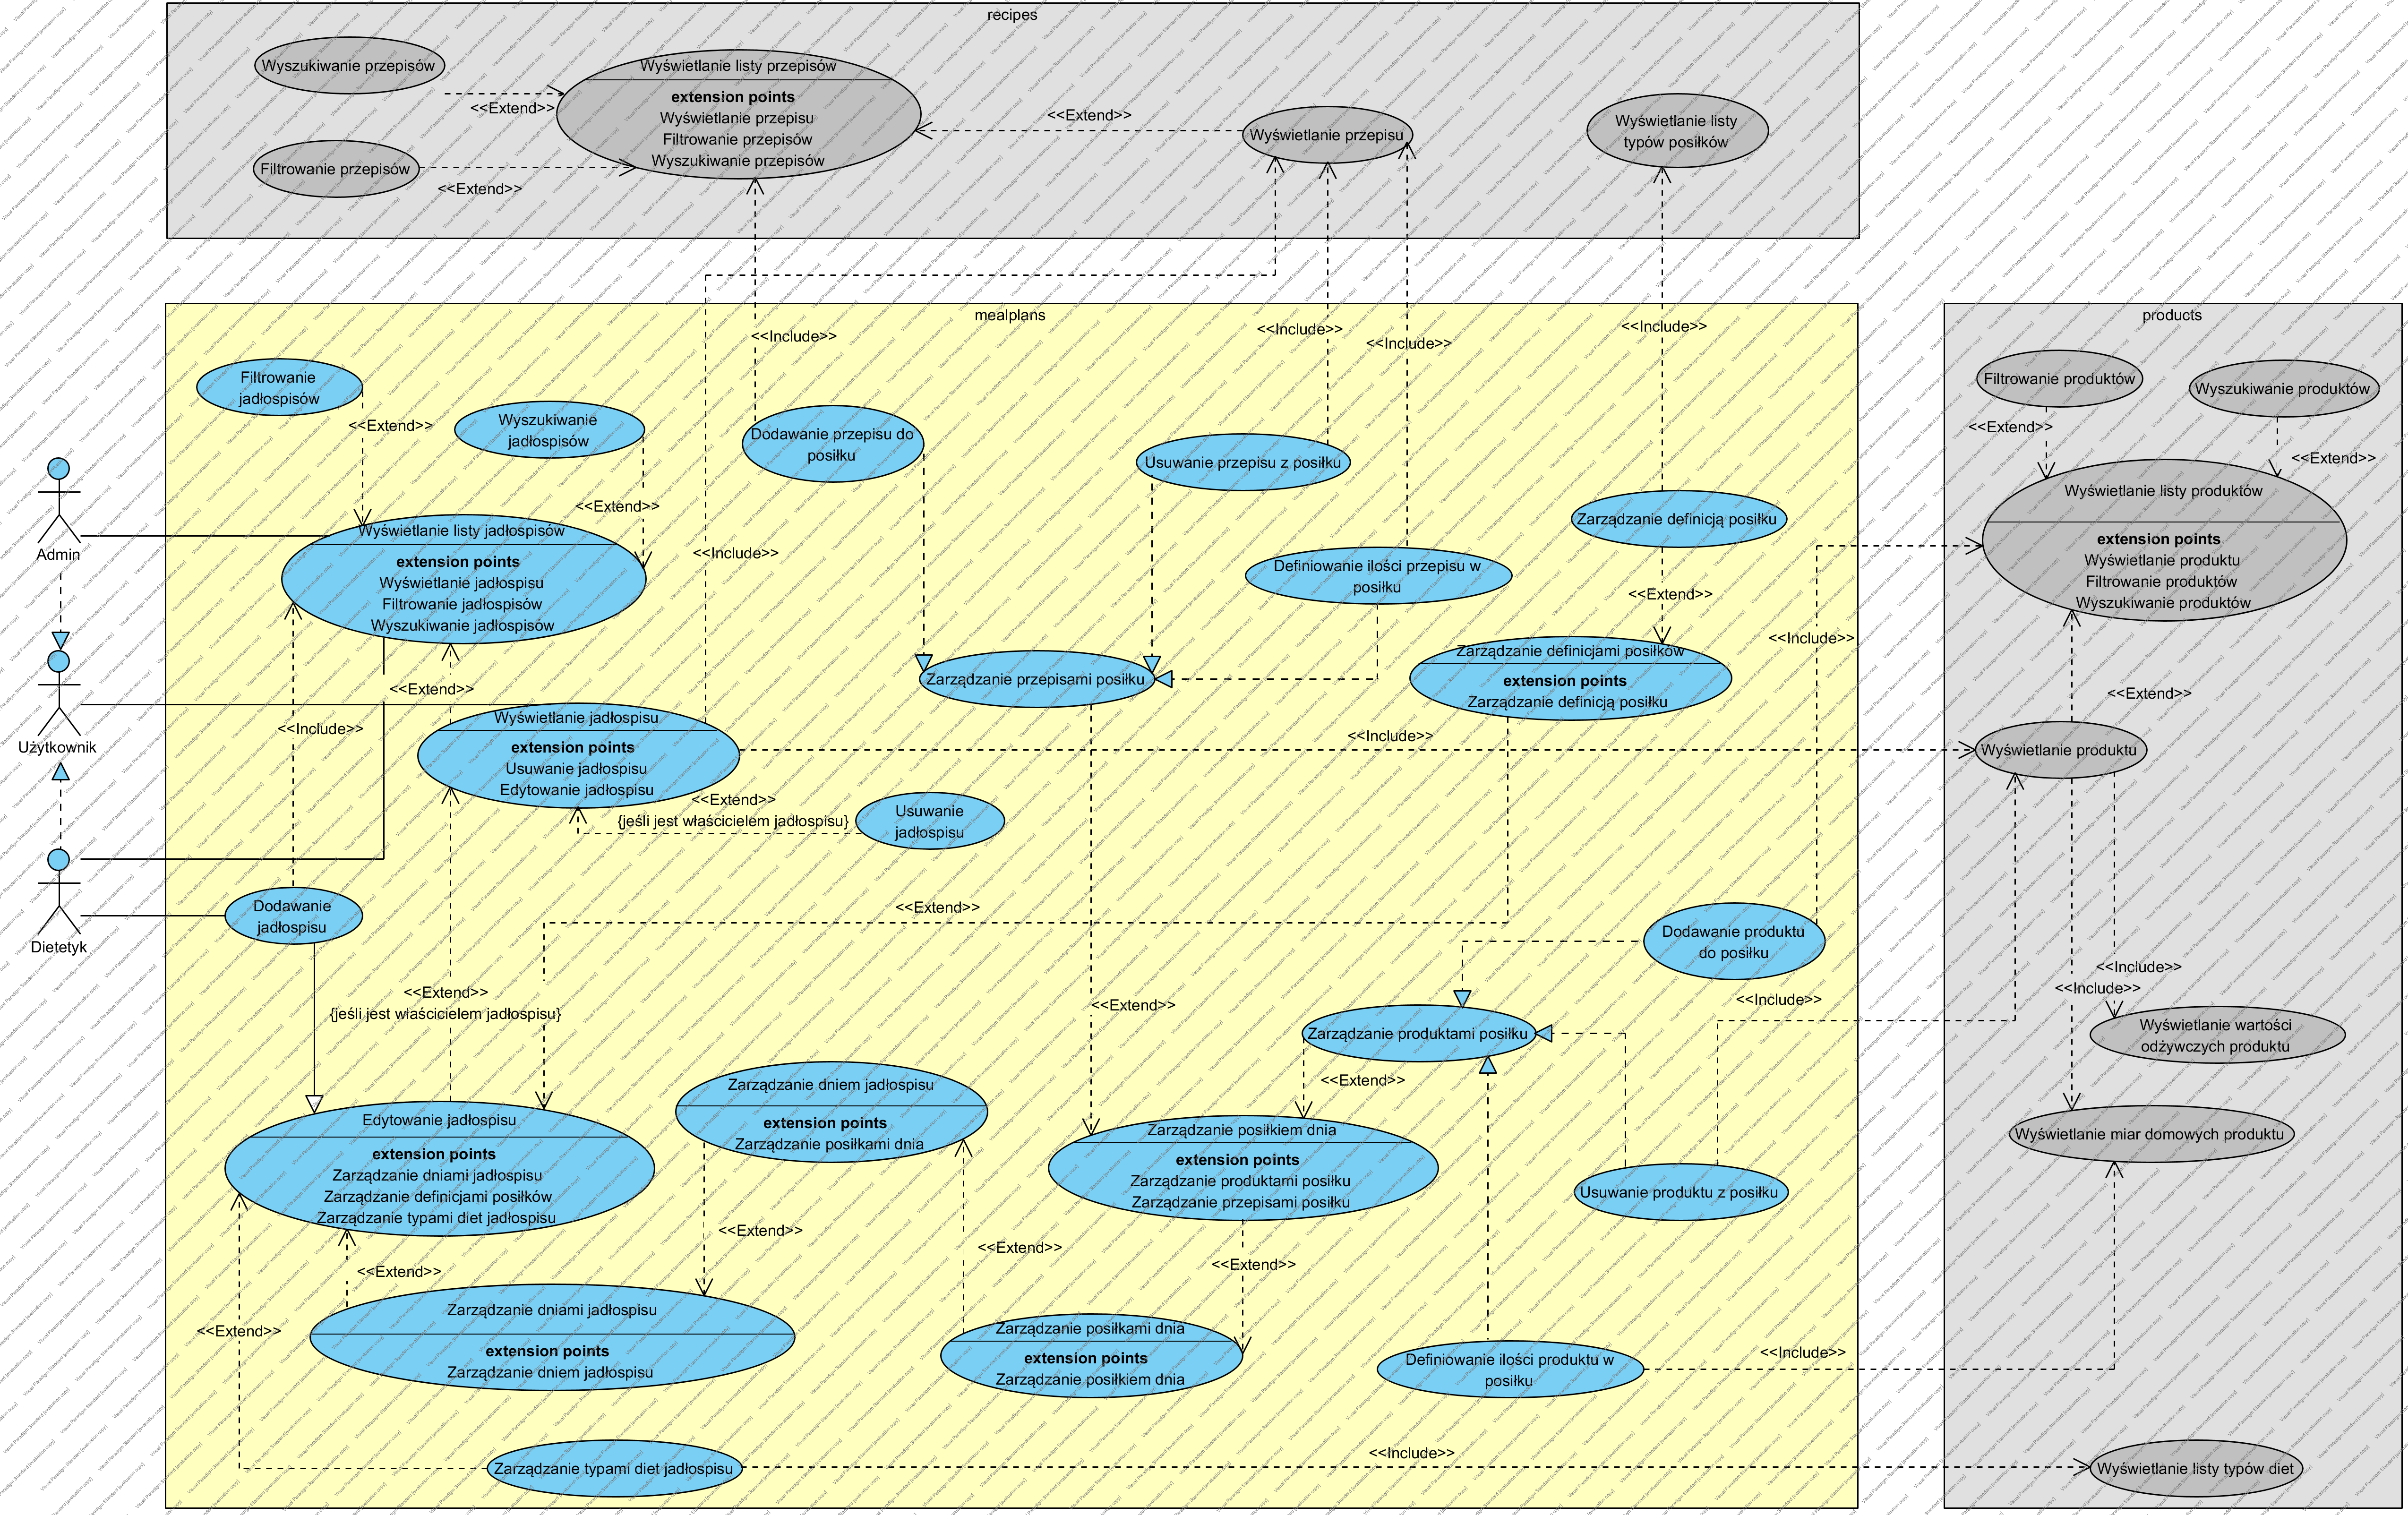 recipes
Wyszukiwanie przepisów
<<Extend>>
Filtrowanie przepisów
<<Extend>>
Wyświetlanie listy przepisów
extension points
Wyświetlanie przepisu
Filtrowanie przepisów
Wyszukiwanie przepisów
<<Extend>>
Wyświetlanie przepisu
Wyświetlanie listy
typów posiłków
mealplans
<<Include>>
<<Include>>
<<Include>>
<<Include>>
Filtrowanie
jadłospisów
<<Extend>>
Wyszukiwanie
jadłospisów
<<Extend>>
Dodawanie przepisu do
posiłku
Usuwanie przepisu z posiłku
Zarządzanie definicją posiłku
Admin
Wyświetlanie listy jadłospisów
extension points
Wyświetlanie jadłospisu
Filtrowanie jadłospisów
Wyszukiwanie jadłospisów
<<Include>>
Definiowanie ilości przepisu w
posiłku
<<Extend>>
<<Include>>
Zarządzanie przepisami posiłku
Zarządzanie definicjami posiłków
extension points
Zarządzanie definicją posiłku
<<Extend>>
Użytkownik
<<Include>>
Wyświetlanie jadłospisu
extension points
Usuwanie jadłospisu
Edytowanie jadłospisu
<<Include>>
<<Extend>>
{jeśli jest właścicielem jadłospisu}
Usuwanie
jadłospisu
Dietetyk
Dodawanie
jadłospisu
<<Extend>>
Dodawanie produktu
do posiłku
<<Extend>>
{jeśli jest właścicielem jadłospisu}
<<Extend>>
<<Include>>
Zarządzanie produktami posiłku
<<Extend>>
Edytowanie jadłospisu
extension points
Zarządzanie dniami jadłospisu
Zarządzanie definicjami posiłków
Zarządzanie typami diet jadłospisu
Zarządzanie dniem jadłospisu
extension points
Zarządzanie posiłkami dnia
Zarządzanie posiłkiem dnia
extension points
Zarządzanie produktami posiłku
Zarządzanie przepisami posiłku
Usuwanie produktu z posiłku
<<Extend>>
<<Extend>>
<<Extend>>
<<Extend>>
<<Extend>>
Zarządzanie dniami jadłospisu
extension points
Zarządzanie dniem jadłospisu
Zarządzanie posiłkami dnia
extension points
Zarządzanie posiłkiem dnia
Definiowanie ilości produktu w
posiłku
<<Include>>
Zarządzanie typami diet jadłospisu
<<Include>>
products
Filtrowanie produktów
Wyszukiwanie produktów
<<Extend>>
<<Extend>>
Wyświetlanie listy produktów
extension points
Wyświetlanie produktu
Filtrowanie produktów
Wyszukiwanie produktów
<<Extend>>
Wyświetlanie produktu
<<Include>>
<<Include>>
Wyświetlanie wartości
odżywczych produktu
Wyświetlanie miar domowych produktu
Wyświetlanie listy typów diet
Visual Paradigm Standard [evaluation copy]